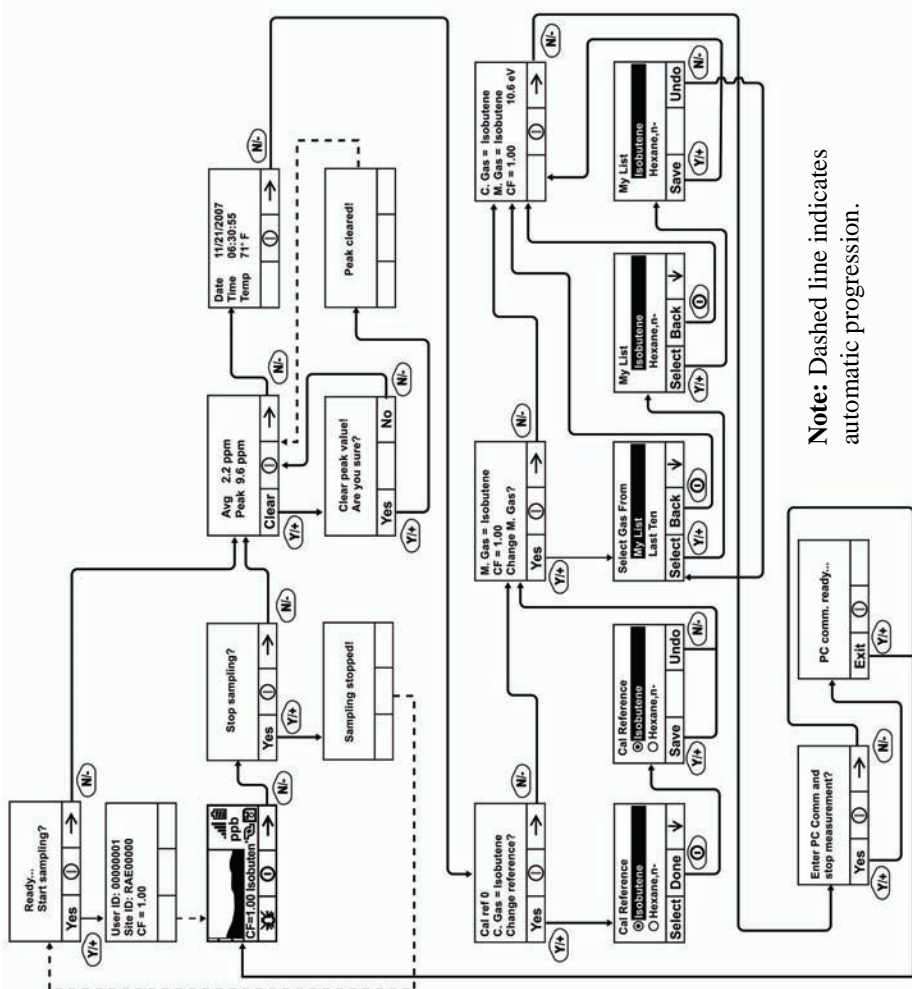 Ready...
Start sampling?
Yes
Y/+
N/-
User ID: 00000001
Site ID: RAE00000
CF = 1.00
ppb
CF=1.00 Isobuten
N/-
Stop sampling?
Yes
Y/+
N/-
Sampling stopped!
Avg 2.2 ppm
Peak 9.6 ppm
Clear
Y/+
N/-
Clear peak value!
Are you sure?
Yes No
Y/+
N/-
Date 11/21/2007
Time 06:30:55
Temp 71° F
N/-
Peak cleared!
Cal ref 0
C. Gas = Isobutene
Change reference?
Yes
Y/+
N/-
Cal Reference
Isobutene
Hexane,n-
Select Done
Cal Reference
Isobutene
Hexane,n-
Save Undo
Y/+
N/-
M. Gas = Isobutene
CF = 1.00
Change M. Gas?
Yes
Y/+
N/-
Select Gas From
My List
Last Ten
Select Back
Y/+
My List
Isobutene
Hexane,n-
Select Back
Y/+
My List
Isobutene
Hexane,n-
Save Undo
Y/+
N/-
C. Gas = Isobutene
M. Gas = Isobutene
CF = 1.00 10.6 eV
N/-
Enter PC Comm and
stop measurement?
Yes
Y/+
N/-
PC comm. ready...
Exit
Y/+
Note: Dashed line indicates
automatic progression.